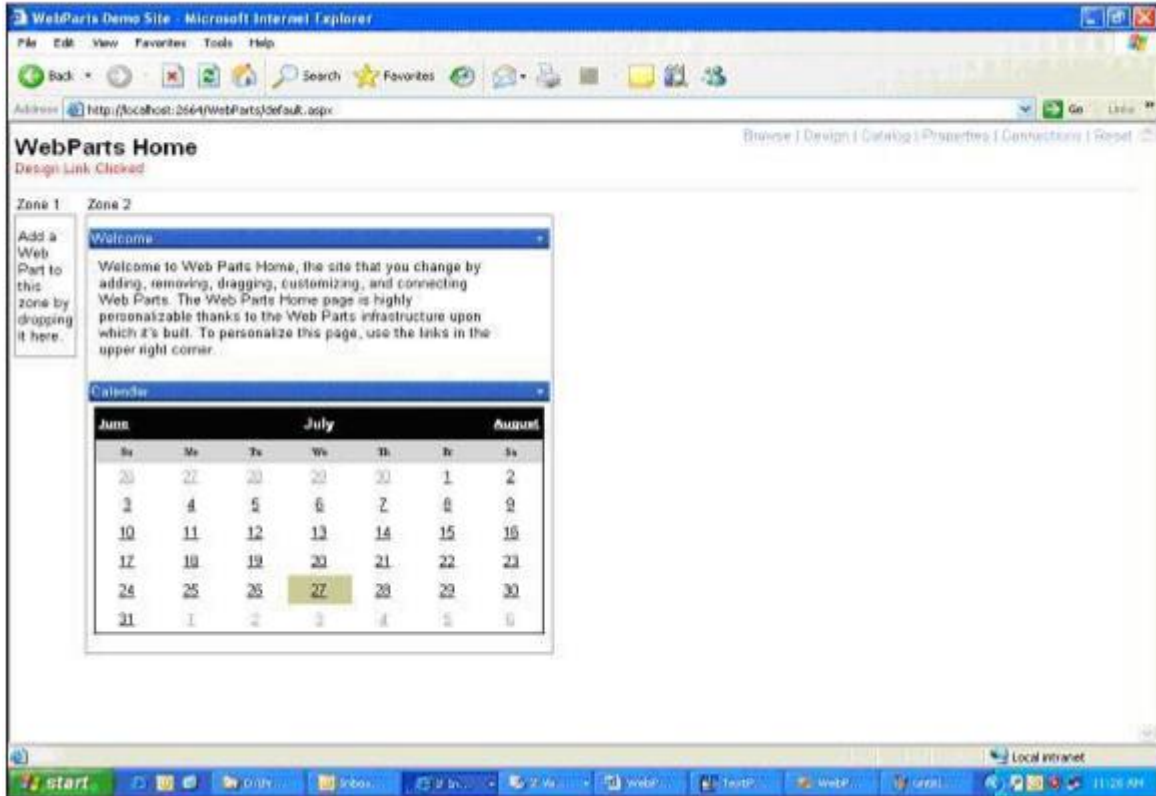 WebParts Demo Site - Microsoft Internet Explorer
File Edit View Favorites Tools Help
Back Search Favorites
Address http://localhost:2664/WebParts/default.aspx Go Links
WebParts Home
Browse | Design | Catalog | Properties | Connections | Reset
Design Link Clicked
Zone 1 Zone 2
Add a
Web
Part to
this
zone by
dropping
it here.
Welcome
Welcome to Web Parts Home, the site that you change by
adding, removing, dragging, customizing, and connecting
Web Parts. The Web Parts Home page is highly
personalizable thanks to the Web Parts infrastructure upon
which it's built. To personalize this page, use the links in the
upper right corner.
Calendar
June July August
Su Mo Tu We Th Fr Sa
26 27 28 29 30 1 2
3 4 5 6 7 8 9
10 11 12 13 14 15 16
17 18 19 20 21 22 23
24 25 26 27 28 29 30
31 1 2 3 4 5 6
Local intranet
start Inbox... WebP... TextP... WebP... 11:26 AM